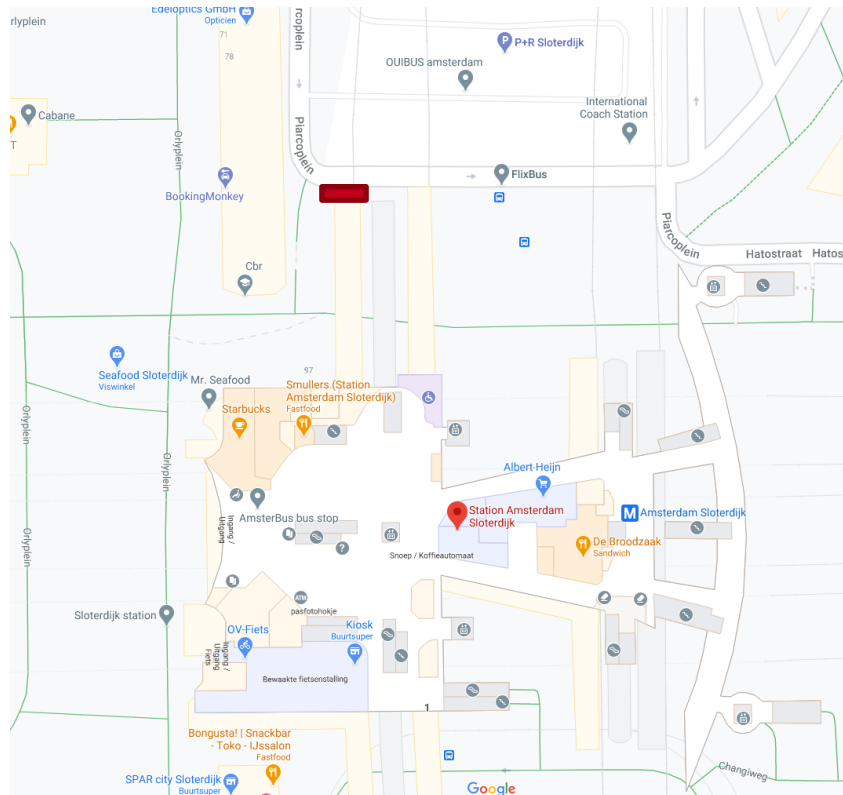 Edeloptics GmbH
Opticien
orlyplein
71
78
Piarcoplein
P+R Sloterdijk
OUIBUS amsterdam
International
Coach Station
Cabane
T
Orlyplein
Piarcoplein
FlixBus
BookingMonkey
Piarcoplein
Hatostraat
Hatos
Cbr
Seafood Sloterdijk
Viswinkel
97
Mr. Seafood
Smullers (Station
Amsterdam Sloterdijk)
Fastfood
Starbucks
Orlyplein
Orlyplein
Albert Heijn
AmsterBus bus stop
Ingang /
Uitgang
Station Amsterdam
Sloterdijk
M
Amsterdam Sloterdijk
De Broodzaak
Sandwich
Snoep / Koffieautomaat
Orlyplein
ATM
pasfotohokje
Sloterdijk station
OV-Fiets
Kiosk
Buurtsuper
Ingang /
Uitgang
Fiets
Bewaakte fietsenstalling
1
Bongusta! | Snackbar
- Toko - IJssalon
Fastfood
SPAR city Sloterdijk
Buurtsuper
Google
Changiweg